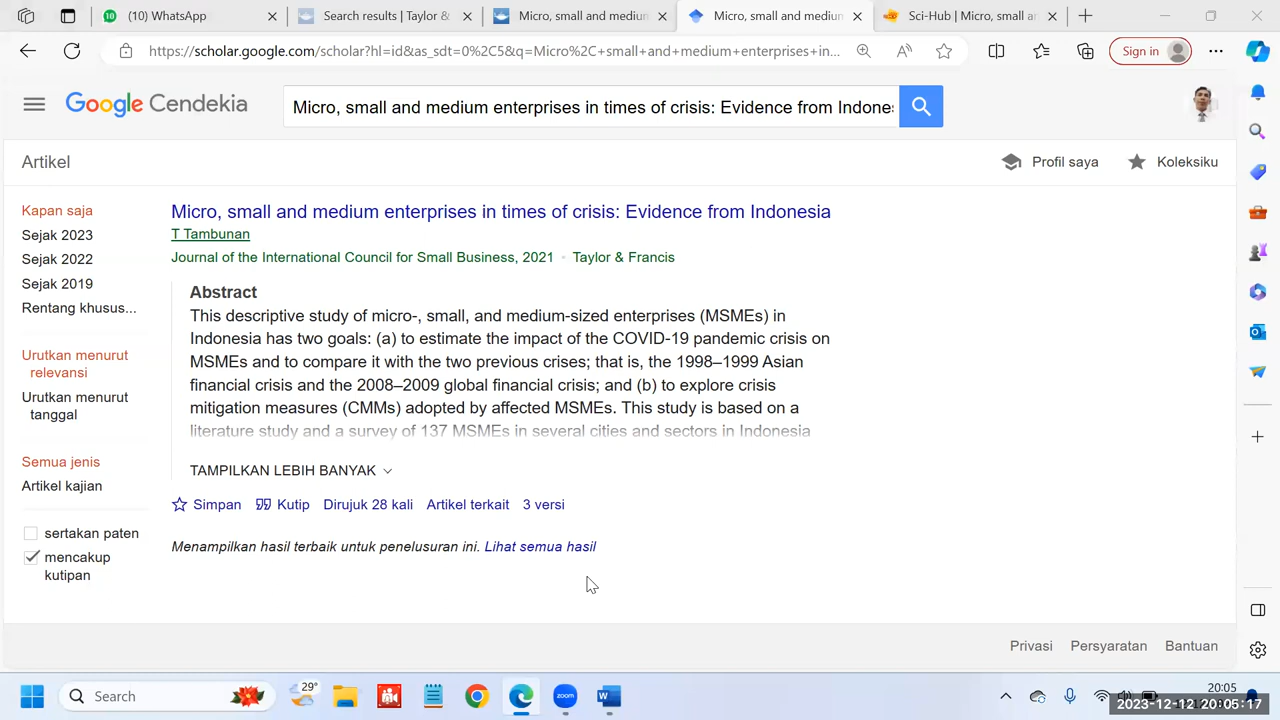 (10) WhatsApp
Search results | Taylor &
Micro, small and medium
Micro, small and medium
Sci-Hub | Micro, small
https://scholar.google.com/scholar?hl=id&as_sdt=0%2C5&q=Micro%2C+small+and+medium+enterprises+in...
Sign in
Google Cendekia
Micro, small and medium enterprises in times of crisis: Evidence from Indone
Artikel
Profil saya
Koleksiku
Kapan saja
Sejak 2023
Sejak 2022
Sejak 2019
Rentang khusus...
Urutkan menurut
relevansi
Urutkan menurut
tanggal
Semua jenis
Artikel kajian
sertakan paten
mencakup
kutipan
Micro, small and medium enterprises in times of crisis: Evidence from Indonesia
T Tambunan
Journal of the International Council for Small Business, 2021 • Taylor & Francis
Abstract
This descriptive study of micro-, small, and medium-sized enterprises (MSMEs) in
Indonesia has two goals: (a) to estimate the impact of the COVID-19 pandemic crisis on
MSMEs and to compare it with the two previous crises; that is, the 1998–1999 Asian
financial crisis and the 2008–2009 global financial crisis; and (b) to explore crisis
mitigation measures (CMMs) adopted by affected MSMEs. This study is based on a
literature study and a survey of 137 MSMEs in several cities and sectors in Indonesia
TAMPILKAN LEBIH BANYAK
Simpan Kutip Dirujuk 28 kali Artikel terkait 3 versi
Menampilkan hasil terbaik untuk penelusuran ini. Lihat semua hasil
Privasi Persyaratan Bantuan
Search
29°
zoom
20:05
2023-12-12 20:05:17